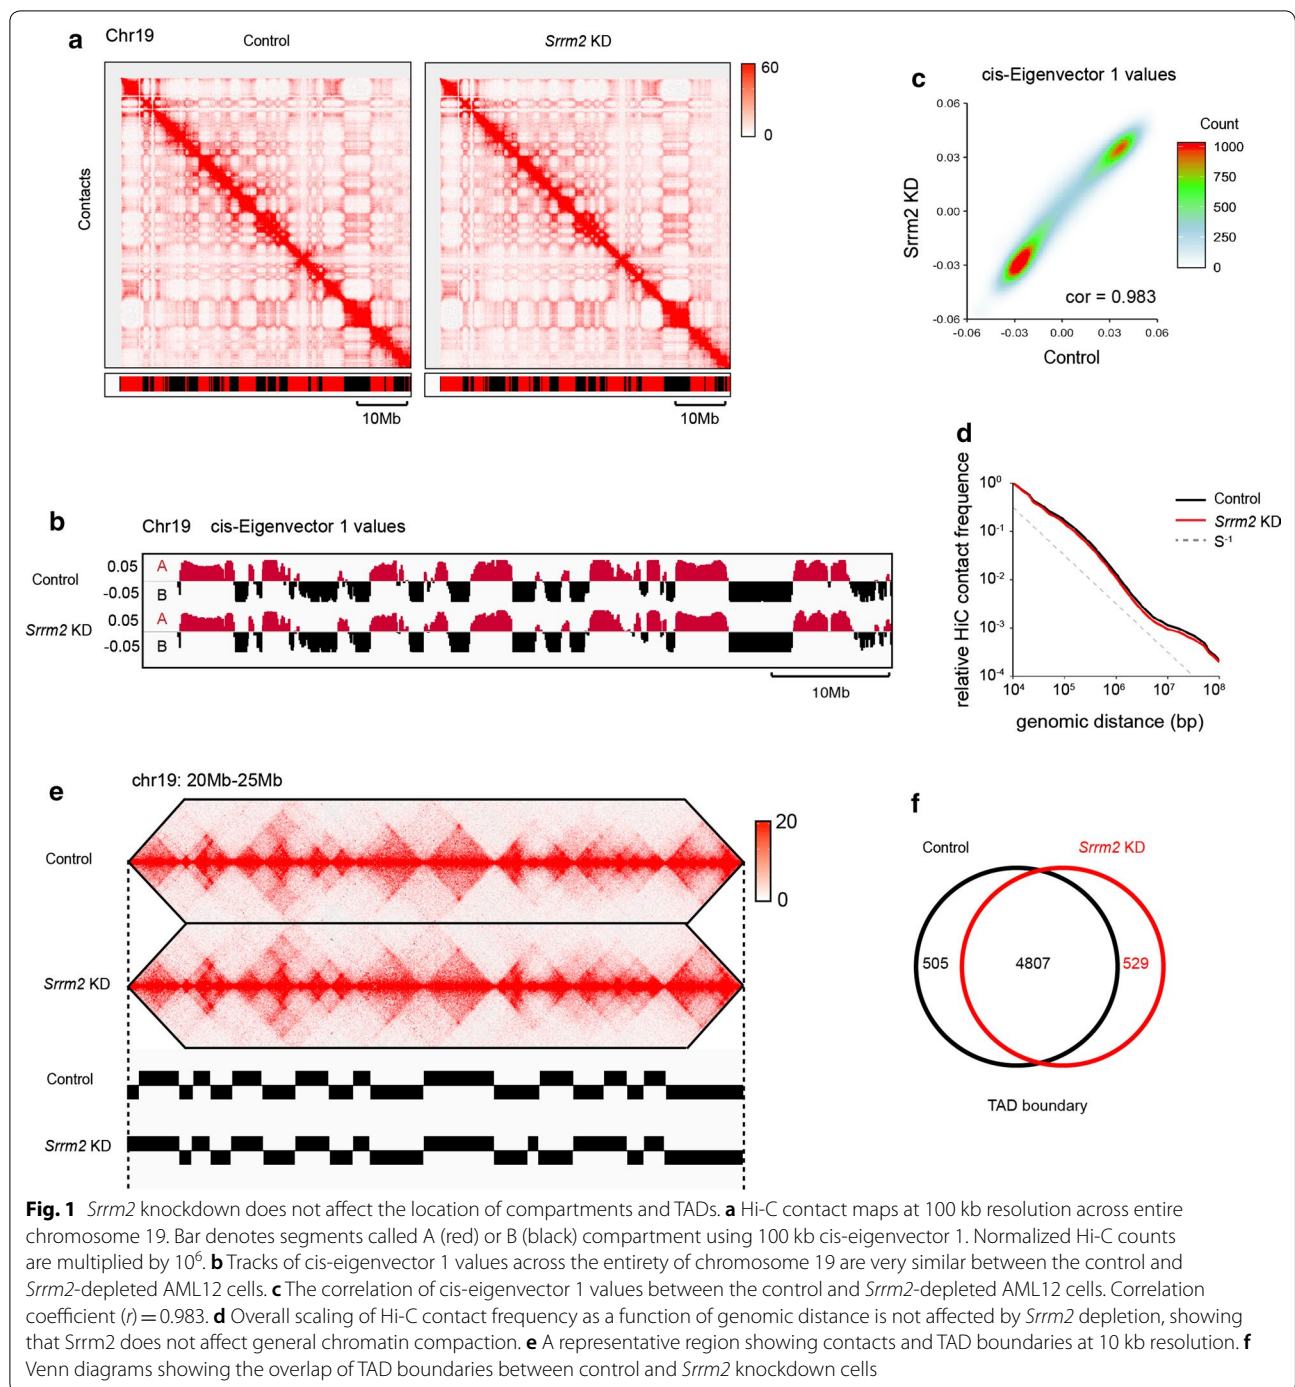 a
Chr19
Control
Srrm2 KD
60
0
Contacts
10Mb
10Mb
c
cis-Eigenvector 1 values
0.06
0.03
0.00
-0.03
-0.06
-0.06
-0.03
0.00
0.03
0.06
Srrm2 KD
Control
cor = 0.983
Count
1000
750
500
250
0
b
Chr19 cis-Eigenvector 1 values
Control
0.05
A
-0.05
B
Srrm2 KD
0.05
A
-0.05
B
10Mb
d
relative HiC contact frequence
10⁰
10⁻¹
10⁻²
10⁻³
10⁻⁴
10⁴
10⁵
10⁶
10⁷
10⁸
genomic distance (bp)
Control
Srrm2 KD
S⁻¹
e
chr19: 20Mb-25Mb
Control
Srrm2 KD
20
0
Control
Srrm2 KD
f
Control
Srrm2 KD
505
4807
529
TAD boundary
Fig. 1 Srrm2 knockdown does not affect the location of compartments and TADs. a Hi-C contact maps at 100 kb resolution across entire
chromosome 19. Bar denotes segments called A (red) or B (black) compartment using 100 kb cis-eigenvector 1. Normalized Hi-C counts
are multiplied by 10⁶. b Tracks of cis-eigenvector 1 values across the entirety of chromosome 19 are very similar between the control and
Srrm2-depleted AML12 cells. c The correlation of cis-eigenvector 1 values between the control and Srrm2-depleted AML12 cells. Correlation
coefficient (r) = 0.983. d Overall scaling of Hi-C contact frequency as a function of genomic distance is not affected by Srrm2 depletion, showing
that Srrm2 does not affect general chromatin compaction. e A representative region showing contacts and TAD boundaries at 10 kb resolution. f
Venn diagrams showing the overlap of TAD boundaries between control and Srrm2 knockdown cells